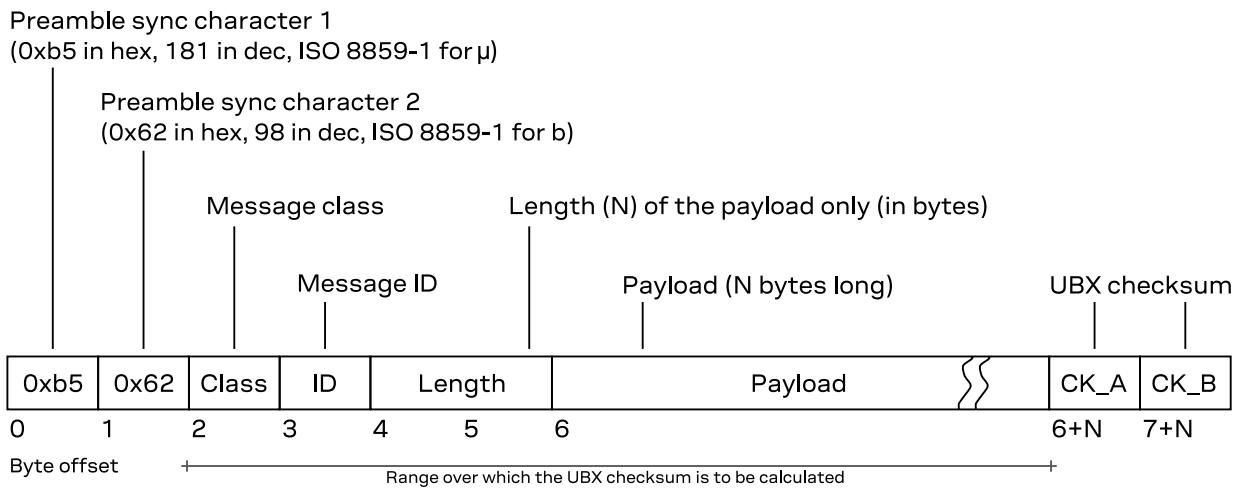 Preamble sync character 1
(0xb5 in hex, 181 in dec, ISO 8859-1 for µ)
Preamble sync character 2
(0x62 in hex, 98 in dec, ISO 8859-1 for b)
Message class
Length (N) of the payload only (in bytes)
Message ID
Payload (N bytes long)
UBX checksum
0xb5 0x62 Class ID Length Payload CK_A CK_B
0 1 2 3 4 5 6 6+N 7+N
Byte offset
Range over which the UBX checksum is to be calculated